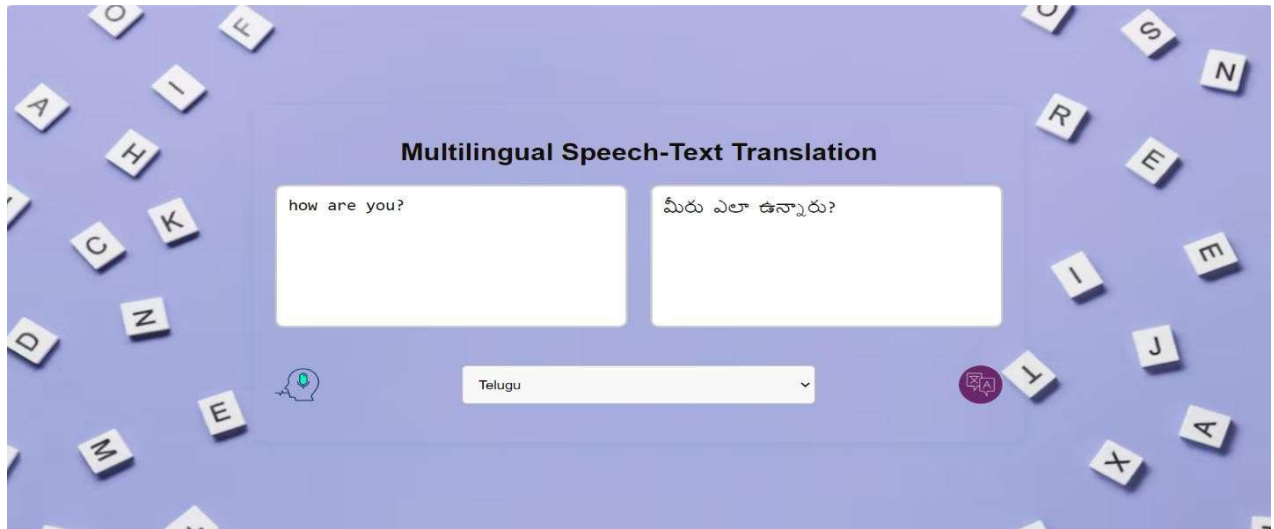 O
F
I
A
H
K
C
N
D
E
M
S
N
R
E
E
I
J
T
A
X
Multilingual Speech-Text Translation
how are you?
మీరు ఎలా ఉన్నారు?
Telugu